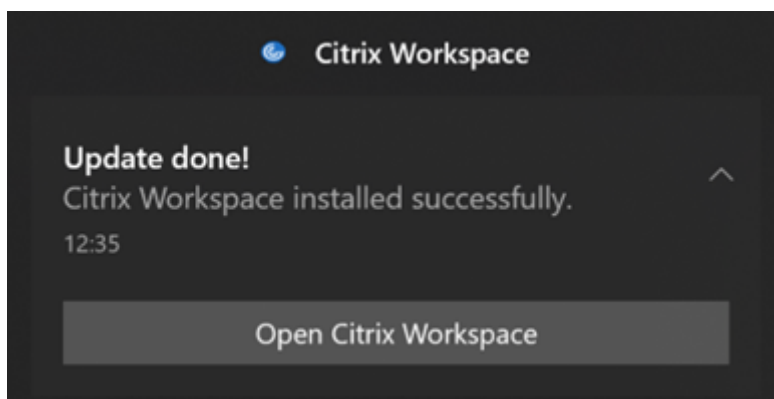 Citrix Workspace
Update done!
Citrix Workspace installed successfully.
12:35
Open Citrix Workspace